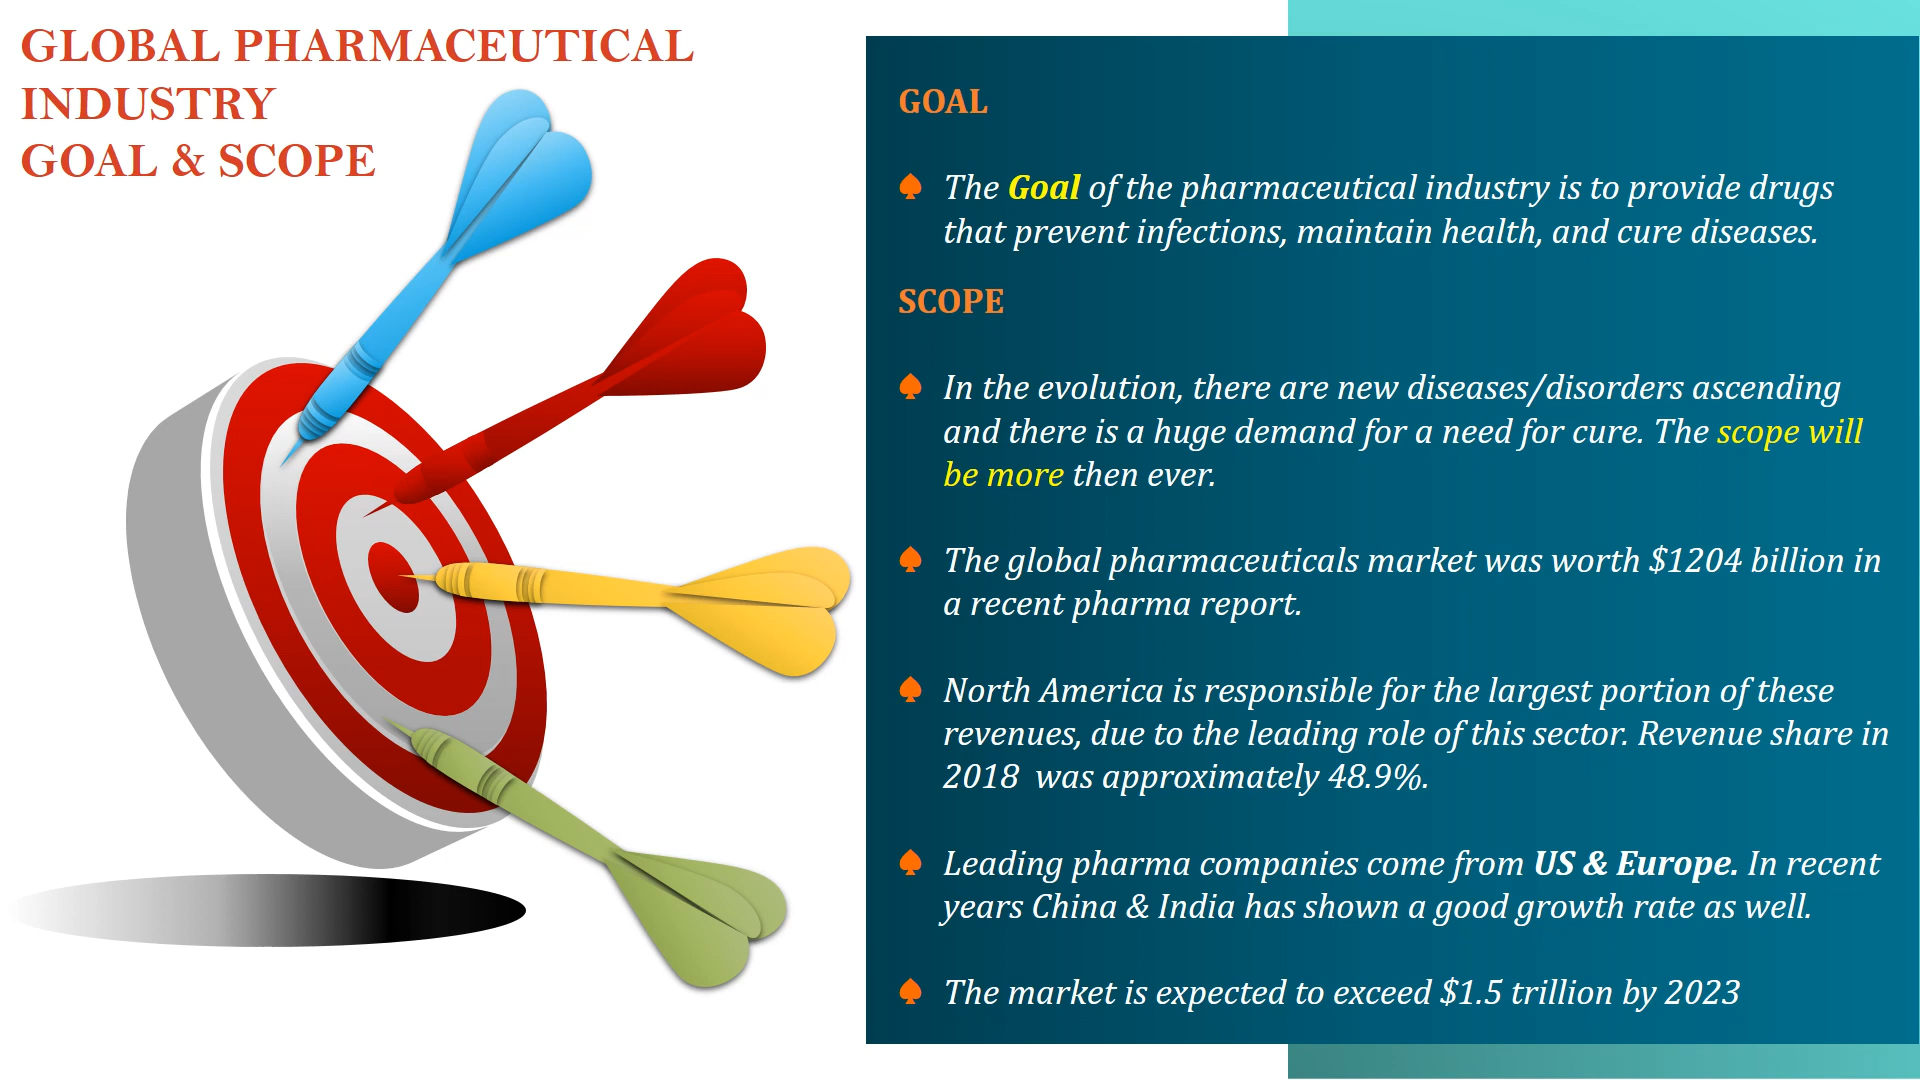 GLOBAL PHARMACEUTICAL
INDUSTRY
GOAL & SCOPE
GOAL
The Goal of the pharmaceutical industry is to provide drugs
that prevent infections, maintain health, and cure diseases.
SCOPE
In the evolution, there are new diseases/disorders ascending
and there is a huge demand for a need for cure. The scope will
be more then ever.
The global pharmaceuticals market was worth $1204 billion in
a recent pharma report.
North America is responsible for the largest portion of these
revenues, due to the leading role of this sector. Revenue share in
2018 was approximately 48.9%.
Leading pharma companies come from US & Europe. In recent
years China & India has shown a good growth rate as well.
The market is expected to exceed $1.5 trillion by 2023